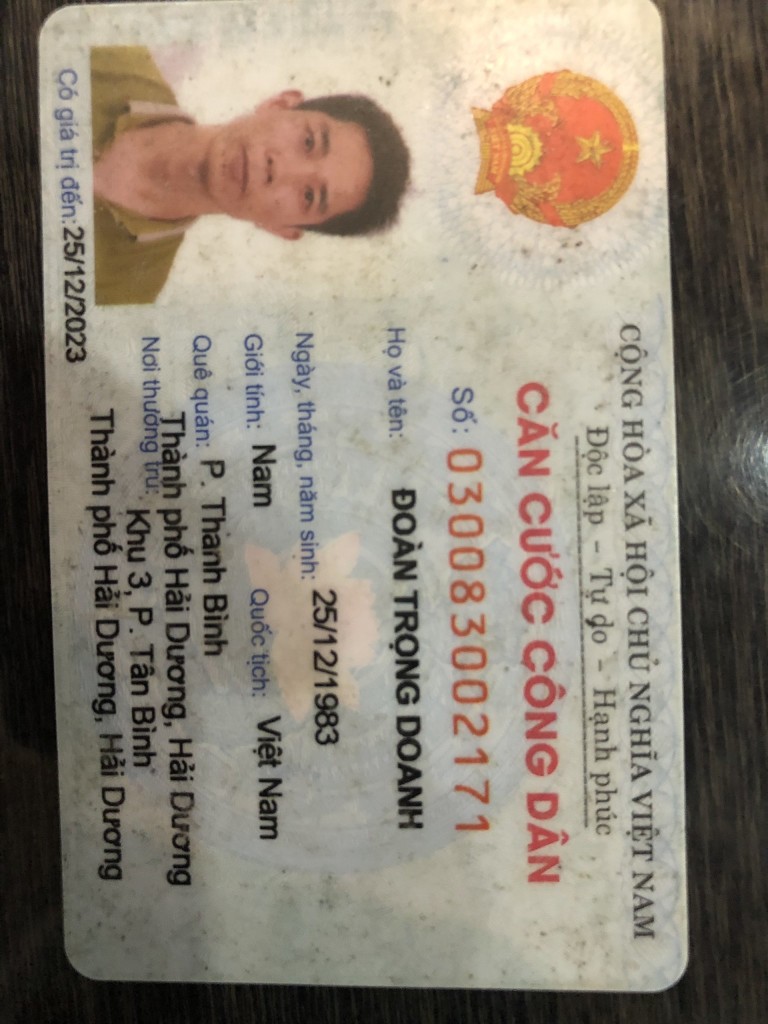 CỘNG HÒA XÃ HỘI CHỦ NGHĨA VIỆT NAM
Độc lập - Tự do - Hạnh phúc
CĂN CƯỚC CÔNG DÂN
Số: 030083002171
Họ và tên: ĐOÀN TRỌNG DOANH
Ngày, tháng, năm sinh: 25/12/1983
Giới tính: Nam Quốc tịch: Việt Nam
Quê quán: P. Thanh Bình
Thành phố Hải Dương, Hải Dương
Nơi thường trú: Khu 3, P. Tân Bình
Thành phố Hải Dương, Hải Dương
Có giá trị đến: 25/12/2023